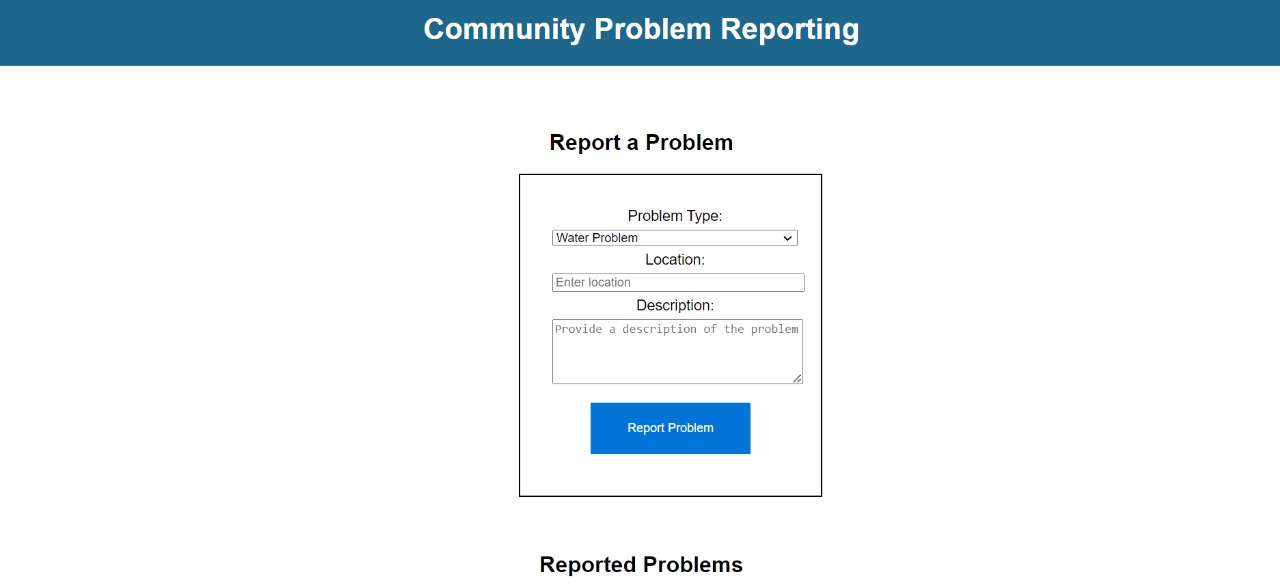 Community Problem Reporting
Report a Problem
Problem Type:
Water Problem
Location:
Enter location
Description:
Provide a description of the problem
Report Problem
Reported Problems